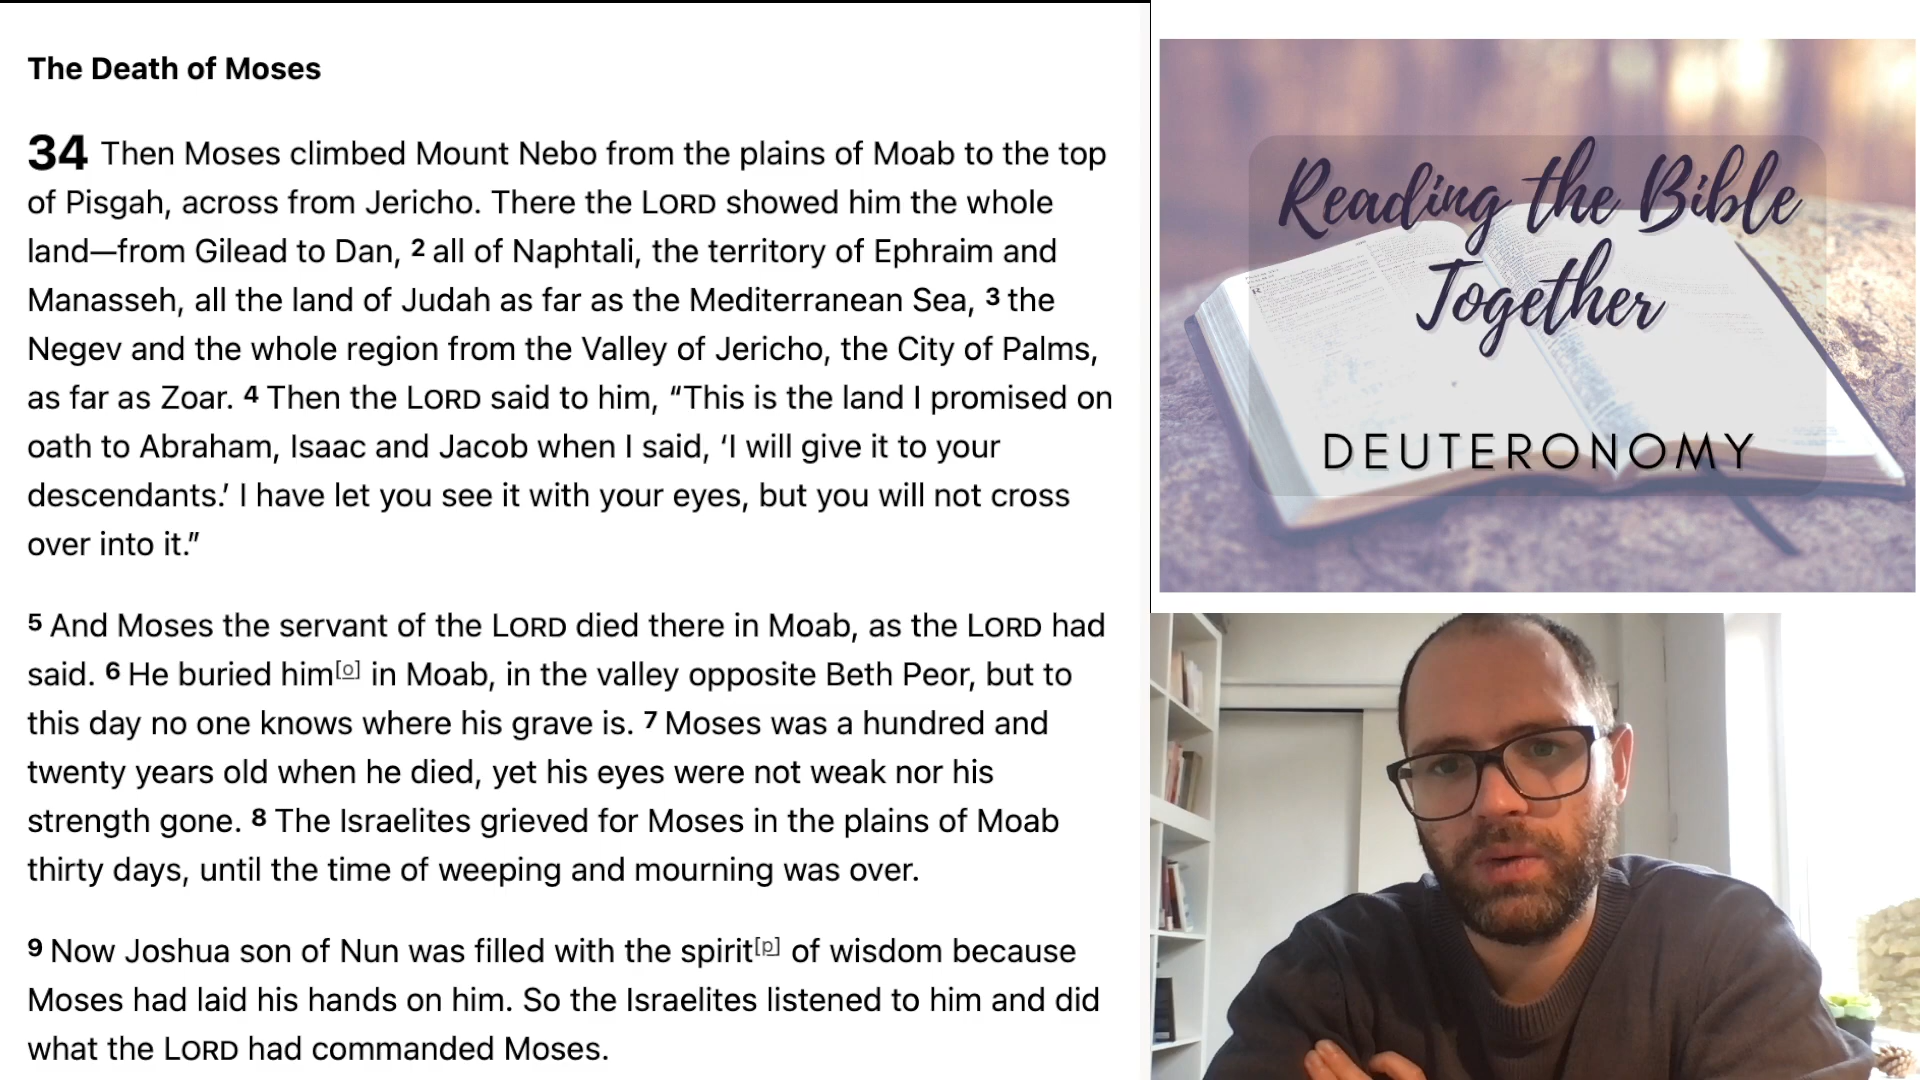 The Death of Moses
34 Then Moses climbed Mount Nebo from the plains of Moab to the top
of Pisgah, across from Jericho. There the LORD showed him the whole
land—from Gilead to Dan, 2 all of Naphtali, the territory of Ephraim and
Manasseh, all the land of Judah as far as the Mediterranean Sea, 3 the
Negev and the whole region from the Valley of Jericho, the City of Palms,
as far as Zoar. 4 Then the LORD said to him, “This is the land I promised on
oath to Abraham, Isaac and Jacob when I said, ‘I will give it to your
descendants.’ I have let you see it with your eyes, but you will not cross
over into it.”
5 And Moses the servant of the LORD died there in Moab, as the LORD had
said. 6 He buried him[o] in Moab, in the valley opposite Beth Peor, but to
this day no one knows where his grave is. 7 Moses was a hundred and
twenty years old when he died, yet his eyes were not weak nor his
strength gone. 8 The Israelites grieved for Moses in the plains of Moab
thirty days, until the time of weeping and mourning was over.
9 Now Joshua son of Nun was filled with the spirit[p] of wisdom because
Moses had laid his hands on him. So the Israelites listened to him and did
what the LORD had commanded Moses.
Reading the Bible
Together
DEUTERONOMY